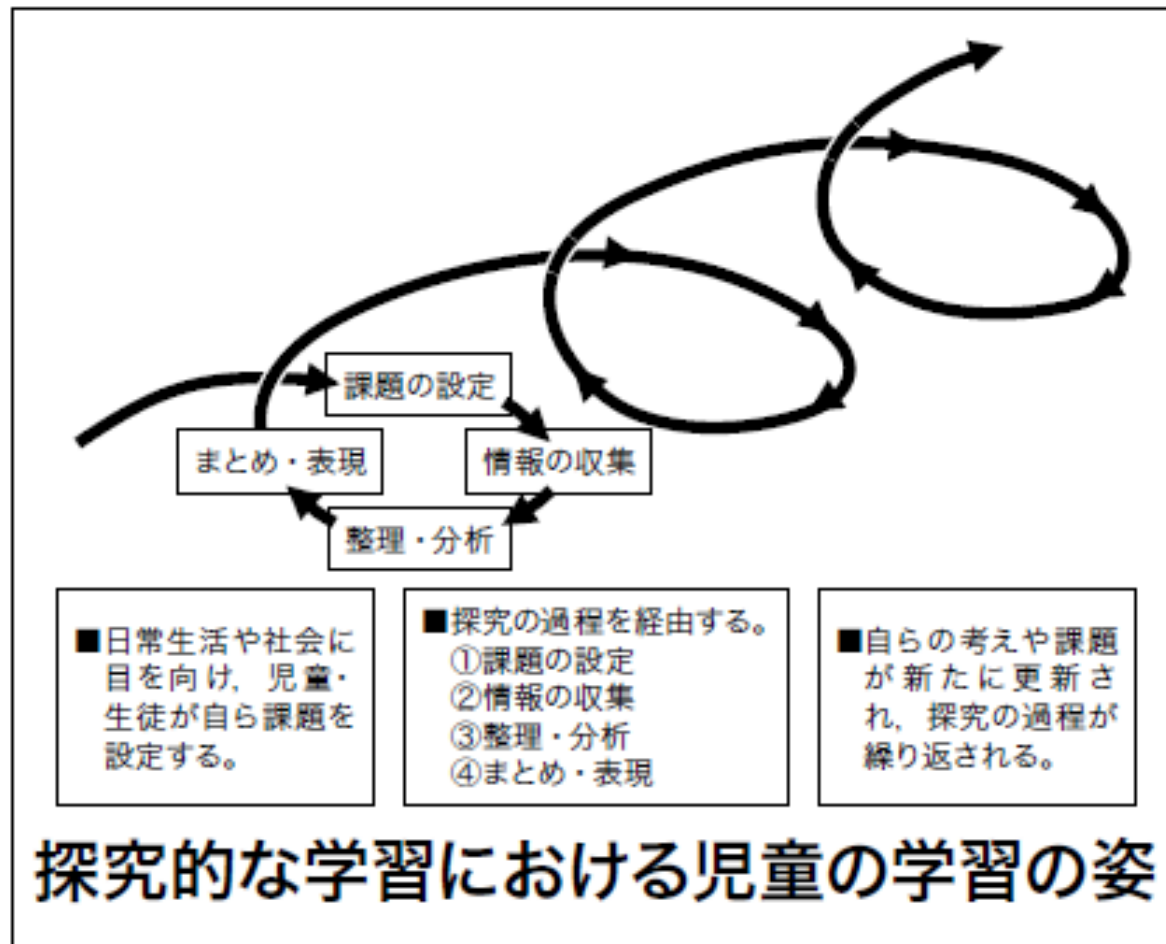 課題の設定
まとめ・表現
情報の収集
整理・分析
■日常生活や社会に
目を向け，児童・
生徒が自ら課題を
設定する。
■探究の過程を経由する。
①課題の設定
②情報の収集
③整理・分析
④まとめ・表現
■自らの考えや課題
が新たに更新さ
れ，探究の過程が
繰り返される。
探究的な学習における児童の学習の姿